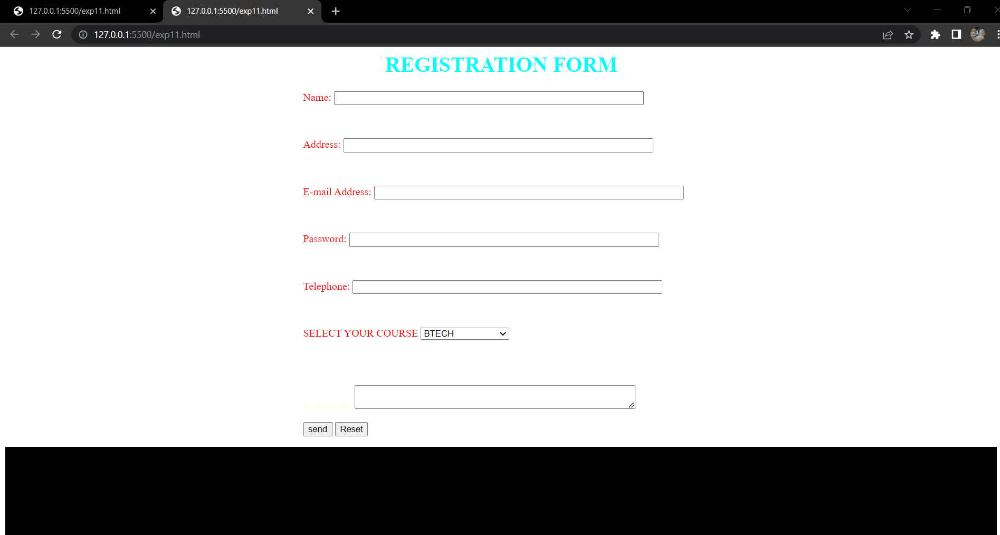 127.0.0.1:5500/exp11.html
127.0.0.1:5500/exp11.html
127.0.0.1:5500/exp11.html
REGISTRATION FORM
Name:
Address:
E-mail Address:
Password:
Telephone:
SELECT YOUR COURSE BTECH
send Reset